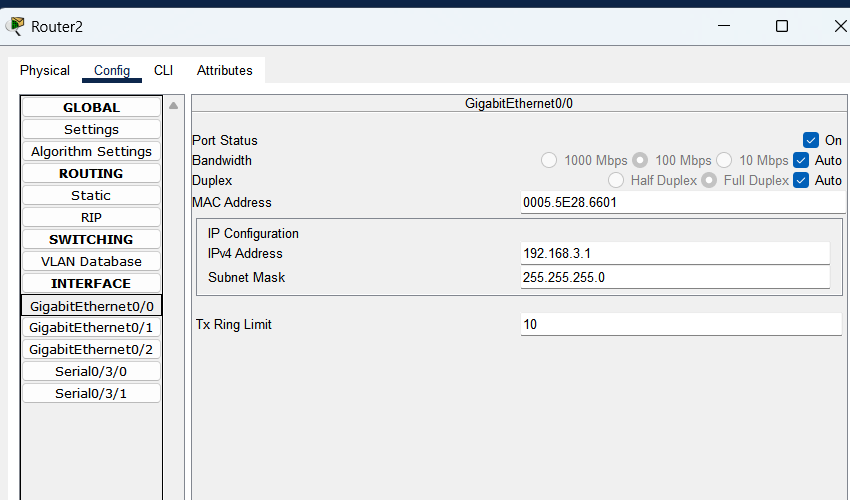 Router2
Physical Config CLI Attributes
GLOBAL
Settings
Algorithm Settings
ROUTING
Static
RIP
SWITCHING
VLAN Database
INTERFACE
GigabitEthernet0/0
GigabitEthernet0/1
GigabitEthernet0/2
Serial0/3/0
Serial0/3/1
GigabitEthernet0/0
Port Status On
Bandwidth 1000 Mbps 100 Mbps 10 Mbps Auto
Duplex Half Duplex Full Duplex Auto
MAC Address 0005.5E28.6601
IP Configuration
IPv4 Address 192.168.3.1
Subnet Mask 255.255.255.0
Tx Ring Limit 10